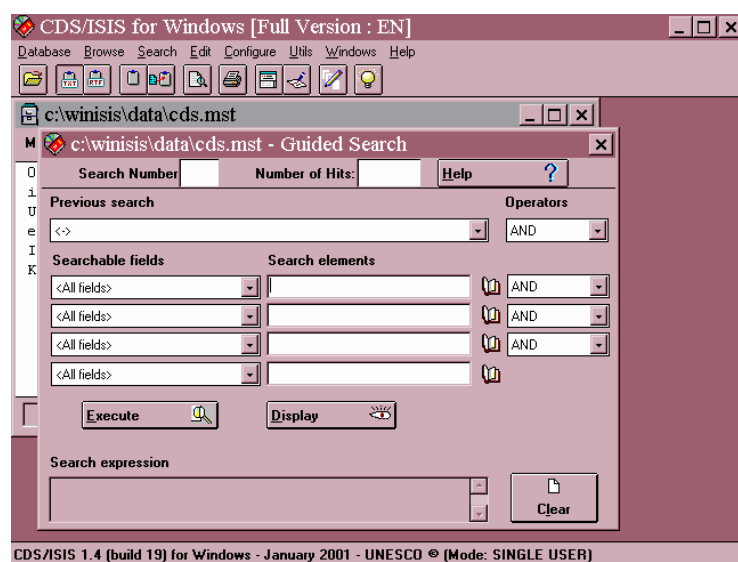 CDS/ISIS for Windows [Full Version : EN]
Database Browse Search Edit Configure Utils Windows Help
TXT RTF
c:\winisis\data\cds.mst
M
c:\winisis\data\cds.mst - Guided Search
O
i
U
e
I
K
Search Number Number of Hits: Help ?
Previous search Operators
<-> AND
Searchable fields Search elements
<All fields> AND
<All fields> AND
<All fields> AND
<All fields>
Execute Display
Search expression
Clear
CDS/ISIS 1.4 (build 19) for Windows - January 2001 - UNESCO © (Mode: SINGLE USER)